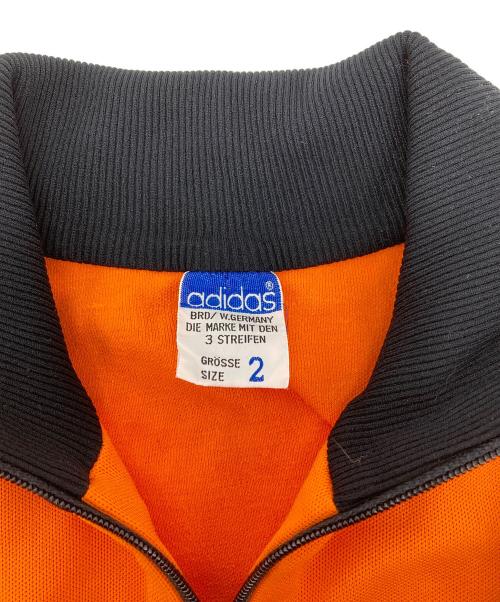 adidas®
BRD/W.GERMANY
DIE MARKE MIT DEN
3 STREIFEN
GRÖSSE
SIZE 2